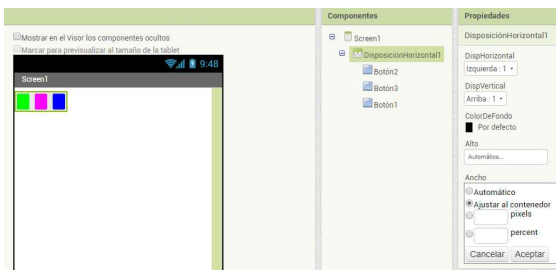 Mostrar en el Visor los componentes ocultos
Marcar para previsualizar al tamaño de la tablet
9:48
Screen1
Componentes
Screen1
DisposiciónHorizontal1
Botón2
Botón3
Botón1
Propiedades
DisposiciónHorizontal1
DispHorizontal
Izquierda : 1
DispVertical
Arriba : 1
ColorDeFondo
Por defecto
Alto
Automático...
Ancho
Automático
Ajustar al contenedor
pixels
percent
Cancelar Aceptar